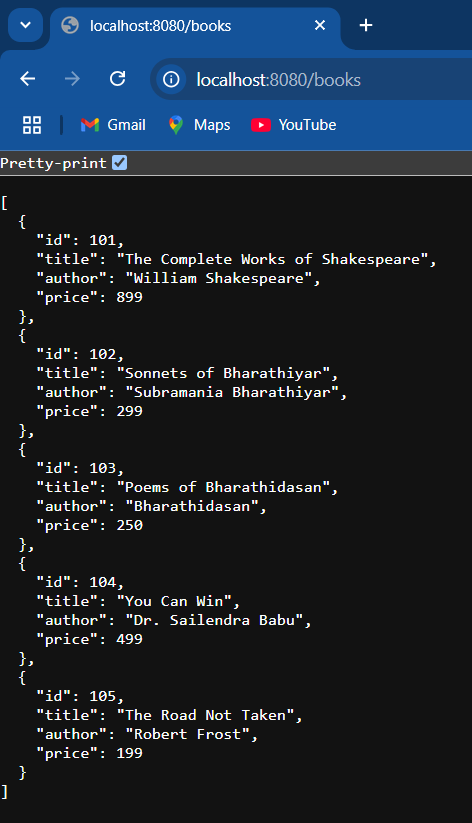 localhost:8080/books
localhost:8080/books
Gmail Maps YouTube
Pretty-print
[
  {
    "id": 101,
    "title": "The Complete Works of Shakespeare",
    "author": "William Shakespeare",
    "price": 899
  },
  {
    "id": 102,
    "title": "Sonnets of Bharathiyar",
    "author": "Subramania Bharathiyar",
    "price": 299
  },
  {
    "id": 103,
    "title": "Poems of Bharathidasan",
    "author": "Bharathidasan",
    "price": 250
  },
  {
    "id": 104,
    "title": "You Can Win",
    "author": "Dr. Sailendra Babu",
    "price": 499
  },
  {
    "id": 105,
    "title": "The Road Not Taken",
    "author": "Robert Frost",
    "price": 199
  }
]